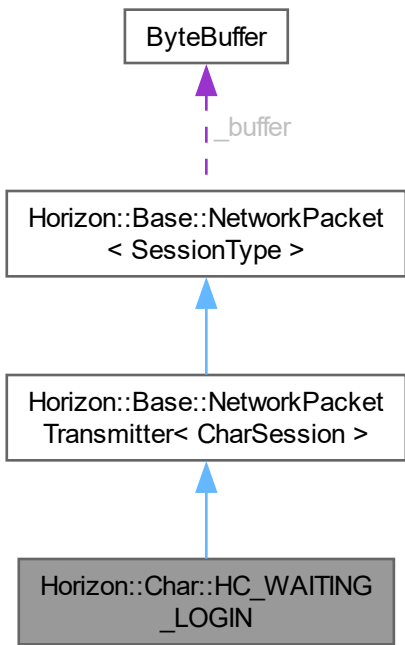 ByteBuffer
_buffer
Horizon::Base::NetworkPacket
< SessionType >
Horizon::Base::NetworkPacket
Transmitter< CharSession >
Horizon::Char::HC_WAITING
_LOGIN